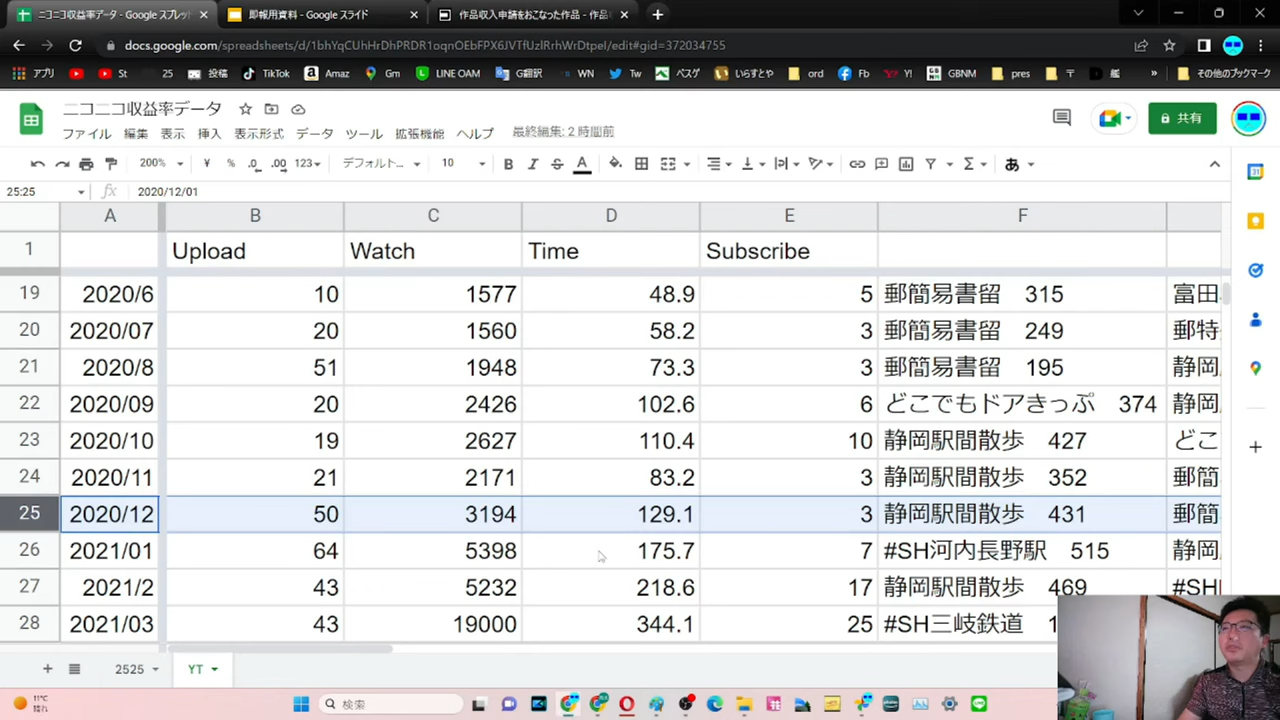 ニコニコ収益率データ - Google スプレッ
即報用資料 - Google スライド
作品収入申請をおこなった作品 - 作品
docs.google.com/spreadsheets/d/1bhYqCUhHrDhPRDR1oqnOEbFPX6JVTfUzlRrhWrDtpeI/edit#gid=372034755
アプリ St 25 投稿 TikTok Amaz Gm LINE OAM G翻訳 WN Tw ベスゲ いらすとや ord Fb Y! GBNM pres 〒 艦 » その他のブックマーク
ニコニコ収益率データ
ファイル 編集 表示 挿入 表示形式 データ ツール 拡張機能 ヘルプ 最終編集: 2 時間前
共有
200% ¥ % .0 .00 123 デフォルト... 10 B I S A あ
25:25 fx 2020/12/01
A B C D E F
1 Upload Watch Time Subscribe
19 2020/6 10 1577 48.9 5 郵簡易書留 315 富田
20 2020/07 20 1560 58.2 3 郵簡易書留 249 郵特
21 2020/8 51 1948 73.3 3 郵簡易書留 195 静岡
22 2020/09 20 2426 102.6 6 どこでもドアきっぷ 374 静岡
23 2020/10 19 2627 110.4 10 静岡駅間散歩 427 どこ
24 2020/11 21 2171 83.2 3 静岡駅間散歩 352 郵簡
25 2020/12 50 3194 129.1 3 静岡駅間散歩 431 郵簡
26 2021/01 64 5398 175.7 7 #SH河内長野駅 515 静岡
27 2021/2 43 5232 218.6 17 静岡駅間散歩 469 #SH
28 2021/03 43 19000 344.1 25 #SH三岐鉄道 1
2525 YT
11℃
晴れ
検索